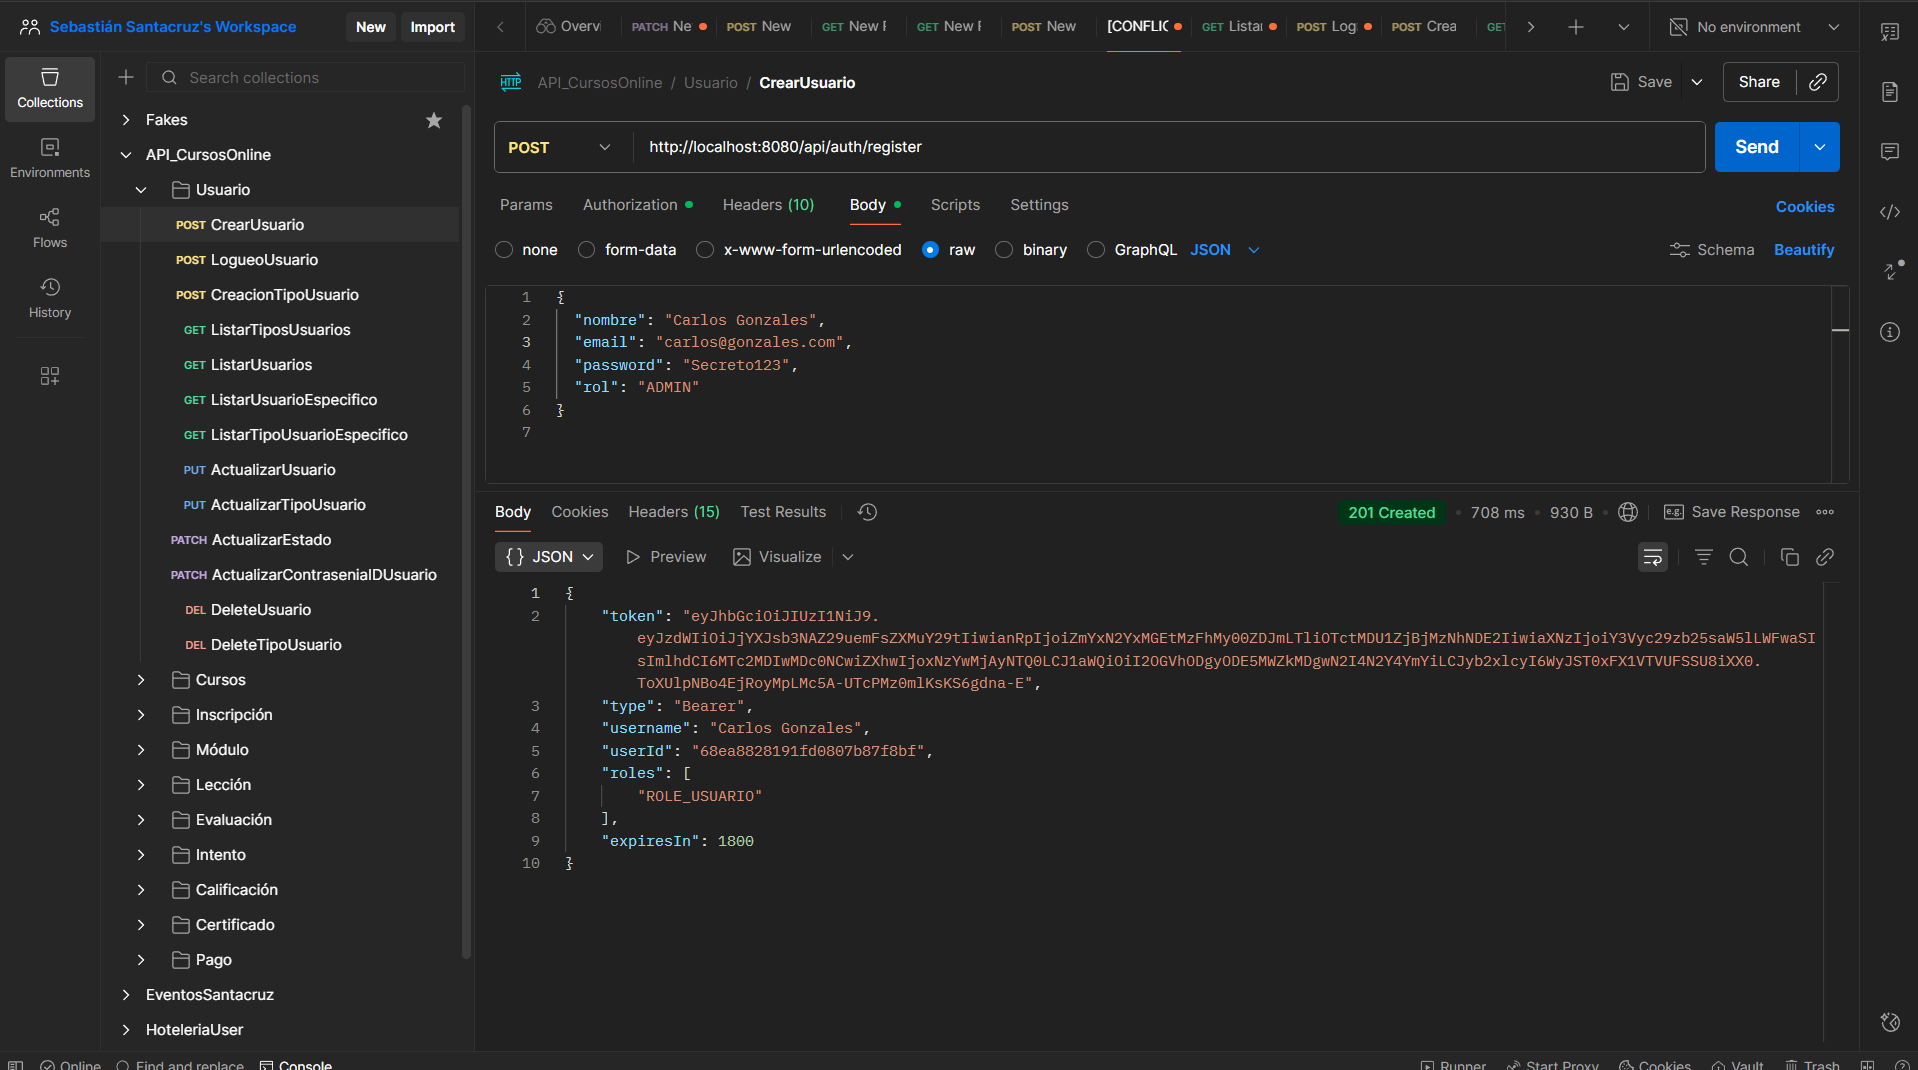 Sebastián Santacruz's Workspace
New
Import
Overvi
PATCH Ne
POST New
GET New F
GET New F
POST New
[CONFLIC
GET Listar
POST Log
POST Crea
GET
No environment
Collections
Environments
Flows
History
Search collections
Fakes
API_CursosOnline
Usuario
POST CrearUsuario
POST LogueoUsuario
POST CreacionTipoUsuario
GET ListarTiposUsuarios
GET ListarUsuarios
GET ListarUsuarioEspecifico
GET ListarTipoUsuarioEspecifico
PUT ActualizarUsuario
PUT ActualizarTipoUsuario
PATCH ActualizarEstado
PATCH ActualizarContraseniaIDUsuario
DEL DeleteUsuario
DEL DeleteTipoUsuario
Cursos
Inscripción
Módulo
Lección
Evaluación
Intento
Calificación
Certificado
Pago
EventosSantacruz
HoteleriaUser
HTTP API_CursosOnline / Usuario / CrearUsuario
Save
Share
POST
http://localhost:8080/api/auth/register
Send
Params
Authorization
Headers (10)
Body
Scripts
Settings
Cookies
none
form-data
x-www-form-urlencoded
raw
binary
GraphQL
JSON
Schema
Beautify
1 {
2 "nombre": "Carlos Gonzales",
3 "email": "carlos@gonzales.com",
4 "password": "Secreto123",
5 "rol": "ADMIN"
6 }
7
Body
Cookies
Headers (15)
Test Results
201 Created
708 ms
930 B
e.g. Save Response
{} JSON
Preview
Visualize
1 {
2 "token": "eyJhbGciOiJIUzI1NiJ9.
eyJzdWIiOiJjYXJsb3NAZ29uemFsZXMuY29tIiwianRpIjoiZmYxN2YxMGEtMzFhMy00ZDJmLTliOTctMDU1ZjBjMzNhNDE2IiwiaXNzIjoiY3Vyc29zb25saW5lLWFwaSI
sImlhdCI6MTc2MDIwMDc0NCwiZXhwIjoxNzYwMjAyNTQ0LCJ1aWQiOiI2OGVhODgyODE5MWZkMDgwN2I4N2Y4YmYiLCJyb2xlcyI6WyJST0xFX1VTVUFSSU8iXX0.
ToXUlpNBo4EjRoyMpLMc5A-UTcPMz0mlKsKS6gdna-E",
3 "type": "Bearer",
4 "username": "Carlos Gonzales",
5 "userId": "68ea8828191fd0807b87f8bf",
6 "roles": [
7 "ROLE_USUARIO"
8 ],
9 "expiresIn": 1800
10 }
Online
Find and replace
Console
Runner
Start Proxy
Cookies
Vault
Trash